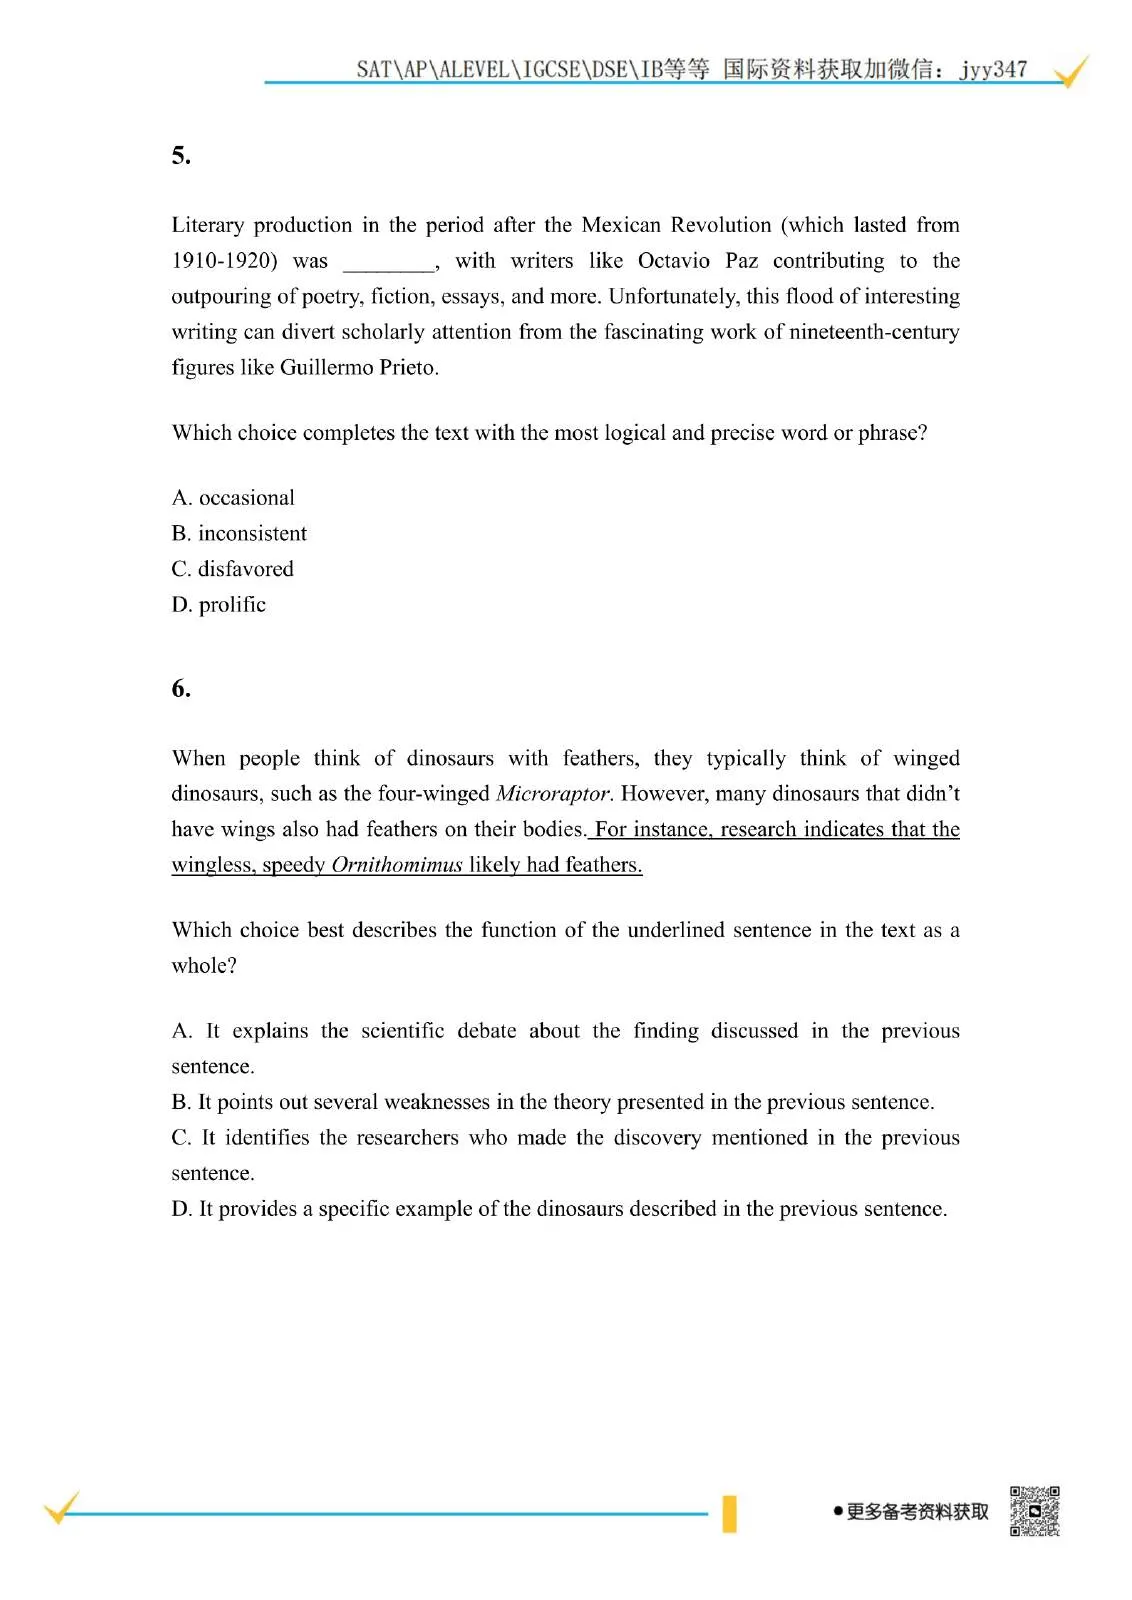 SAT\AP\ALEVEL\IGCSE\DSE\IB等等 国际资料获取加微信：jyy347
5.
Literary production in the period after the Mexican Revolution (which lasted from
1910-1920) was ________, with writers like Octavio Paz contributing to the
outpouring of poetry, fiction, essays, and more. Unfortunately, this flood of interesting
writing can divert scholarly attention from the fascinating work of nineteenth-century
figures like Guillermo Prieto.
Which choice completes the text with the most logical and precise word or phrase?
A. occasional
B. inconsistent
C. disfavored
D. prolific
6.
When people think of dinosaurs with feathers, they typically think of winged
dinosaurs, such as the four-winged Microraptor. However, many dinosaurs that didn’t
have wings also had feathers on their bodies. For instance, research indicates that the
wingless, speedy Ornithomimus likely had feathers.
Which choice best describes the function of the underlined sentence in the text as a
whole?
A. It explains the scientific debate about the finding discussed in the previous
sentence.
B. It points out several weaknesses in the theory presented in the previous sentence.
C. It identifies the researchers who made the discovery mentioned in the previous
sentence.
D. It provides a specific example of the dinosaurs described in the previous sentence.
●更多备考资料获取